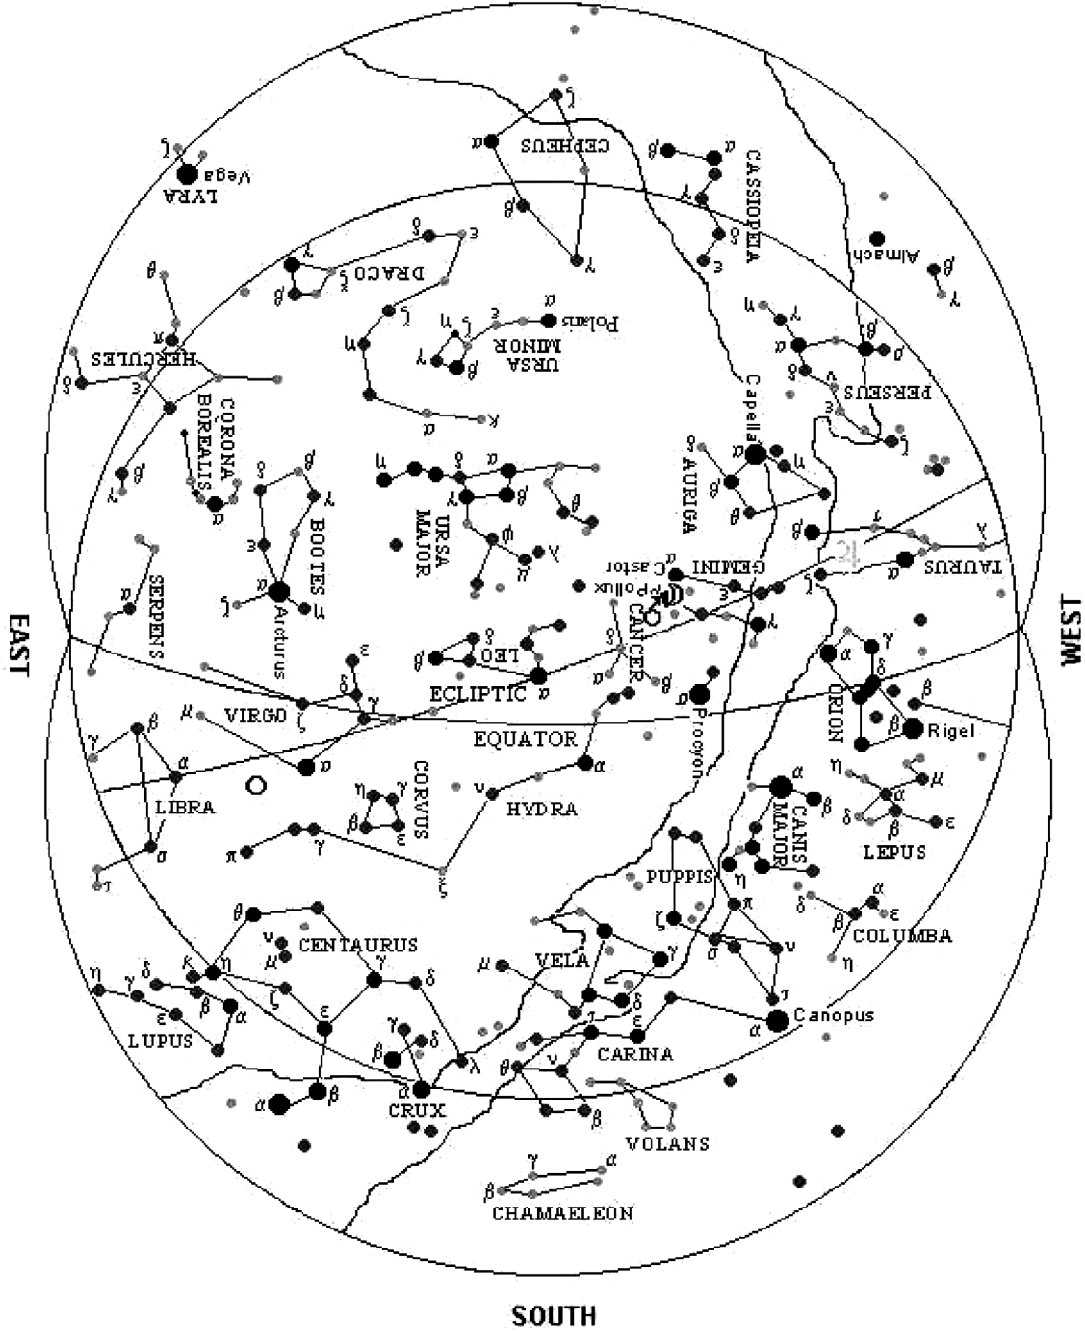 ζ
α
CEPHEUS
β
α
β
γ
CASSIOPEIA
ζ
Vega
LYRA
β
γ
δ
ε
δ
ε
γ
DRACO
ξ
β
Almach
β
γ
θ
α
Polaris
ε
ζ
η
URSA
MINOR
γ
β
ζ
η
κ
α
π
HERCULES
δ
ε
η
γ
α
β
ρ
δ
ν
PERSEUS
ε
ζ
Capella
CORONA
BOREALIS
α
β
γ
δ
β
γ
BOOTES
ε
α
ζ
η
Arcturus
η
δ
α
γ
β
URSA
MAJOR
θ
ψ
λ
μ
δ
AURIGA
α
η
β
θ
β
τ
λ
TAURUS
α
ζ
♃
α
Castor
GEMINI
Pollux
ε
γ
♂
SERPENS
α
EAST
WEST
CANCER
δ
α
β
δ
β
LEO
α
ECLIPTIC
ε
δ
γ
VIRGO
ζ
μ
α
EQUATOR
α
Procyon
α
γ
δ
ORION
β
β
Rigel
β
γ
α
LIBRA
σ
τ
CORVUS
η
γ
β
ε
ν
HYDRA
α
π
γ
ξ
α
β
CANIS
MAJOR
η
η
μ
α
δ
β
ε
LEPUS
PUPPIS
π
ζ
σ
ν
τ
δ
α
ε
β
COLUMBA
η
θ
ν
CENTAURUS
μ
κ
η
γ
δ
ζ
ε
λ
η
γ
δ
β
α
ε
LUPUS
μ
VELA
γ
δ
ι
ε
CARINA
α
Canopus
γ
δ
β
α
CRUX
α
β
θ
ν
β
VOLANS
γ
α
β
CHAMAELEON
SOUTH